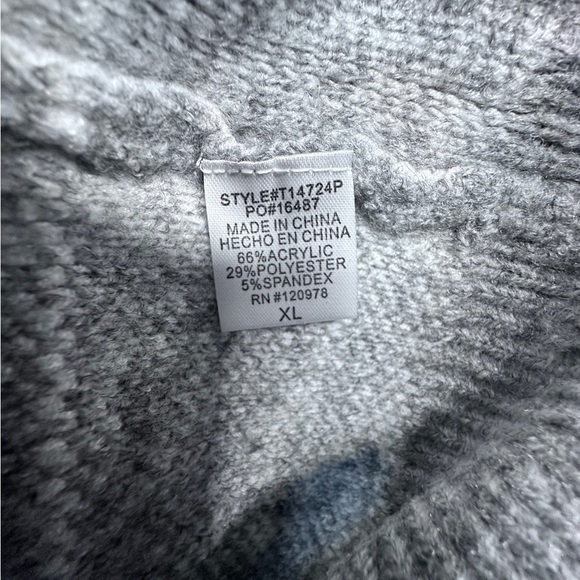 STYLE#T14724P
PO#16487
MADE IN CHINA
HECHO EN CHINA
66%ACRYLIC
29%POLYESTER
5%SPANDEX
RN #120978
XL